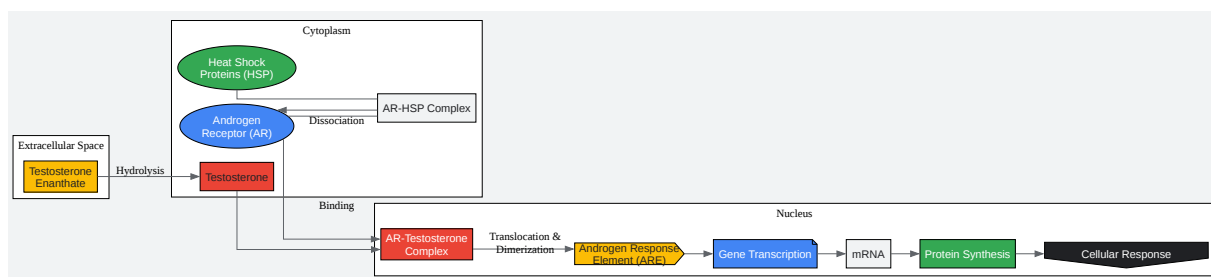 Cytoplasm
Heat Shock
Proteins (HSP)
AR-HSP Complex
Androgen
Receptor (AR)
Dissociation
Extracellular Space
Testosterone
Enanthate
Hydrolysis
Testosterone
Binding
Nucleus
AR-Testosterone
Complex
Translocation &
Dimerization
Androgen Response
Element (ARE)
Gene Transcription
mRNA
Protein Synthesis
Cellular Response